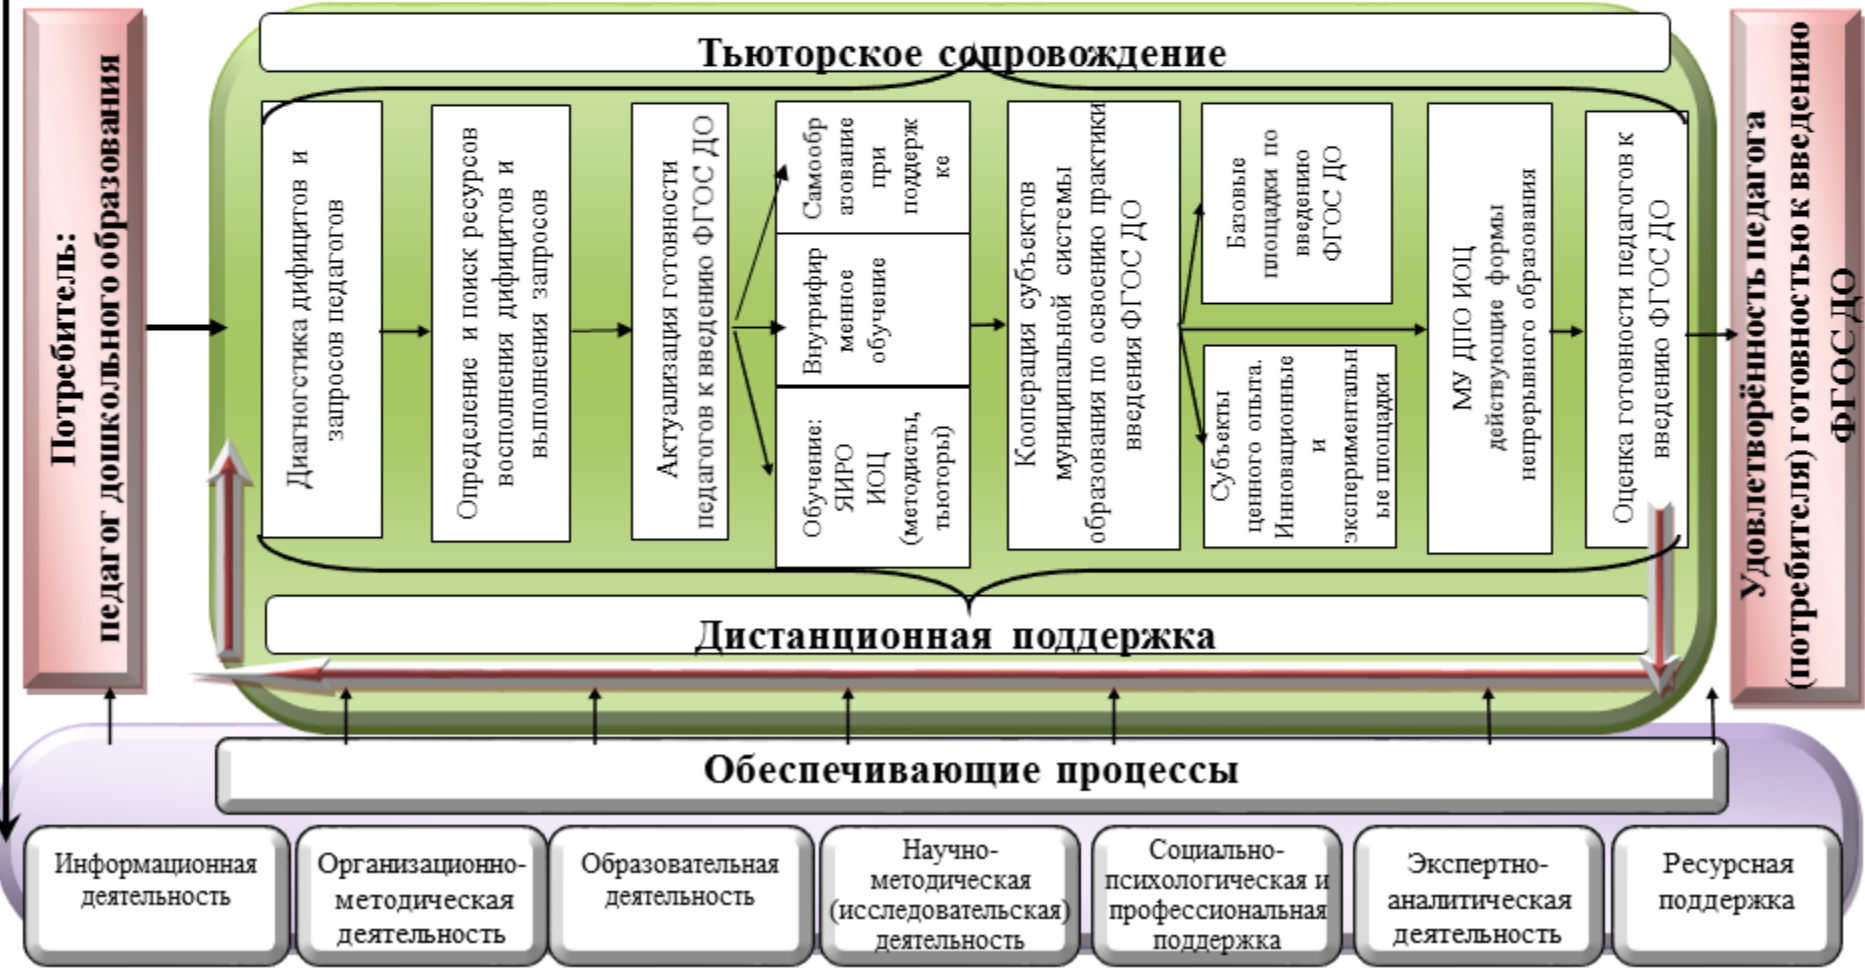 Потребитель:
педагог дошкольного образования
Тьюторское сопровождение
Диагностика дифицитов и
запросов педагогов
Определение и поиск ресурсов
восполнения дифицитов и
выполнения запросов
Актуализация готовности
педагогов к введению ФГОС ДО
Самообр
азование
при
поддерж
ке
Внутрифир
менное
обучение
Обучение:
ЯИРО
ИОЦ
(методисты,
тьюторы)
Кооперация субъектов
муниципальной системы
образования по освоению практики
введения ФГОС ДО
Базовые
площадки по
введению
ФГОС ДО
Субъекты
ценного опыта.
Инновационные
и
экспериментальн
ые площадки
МУ ДПО ИОЦ
действующие формы
непрерывного образования
Оценка готовности педагогов к
введению ФГОС ДО
Удовлетворённость педагога
(потребителя) готовностью к введению
ФГОС ДО
Дистанционная поддержка
Обеспечивающие процессы
Информационная
деятельность
Организационно-
методическая
деятельность
Образовательная
деятельность
Научно-
методическая
(исследовательская)
деятельность
Социально-
психологическая и
профессиональная
поддержка
Экспертно-
аналитическая
деятельность
Ресурсная
поддержка